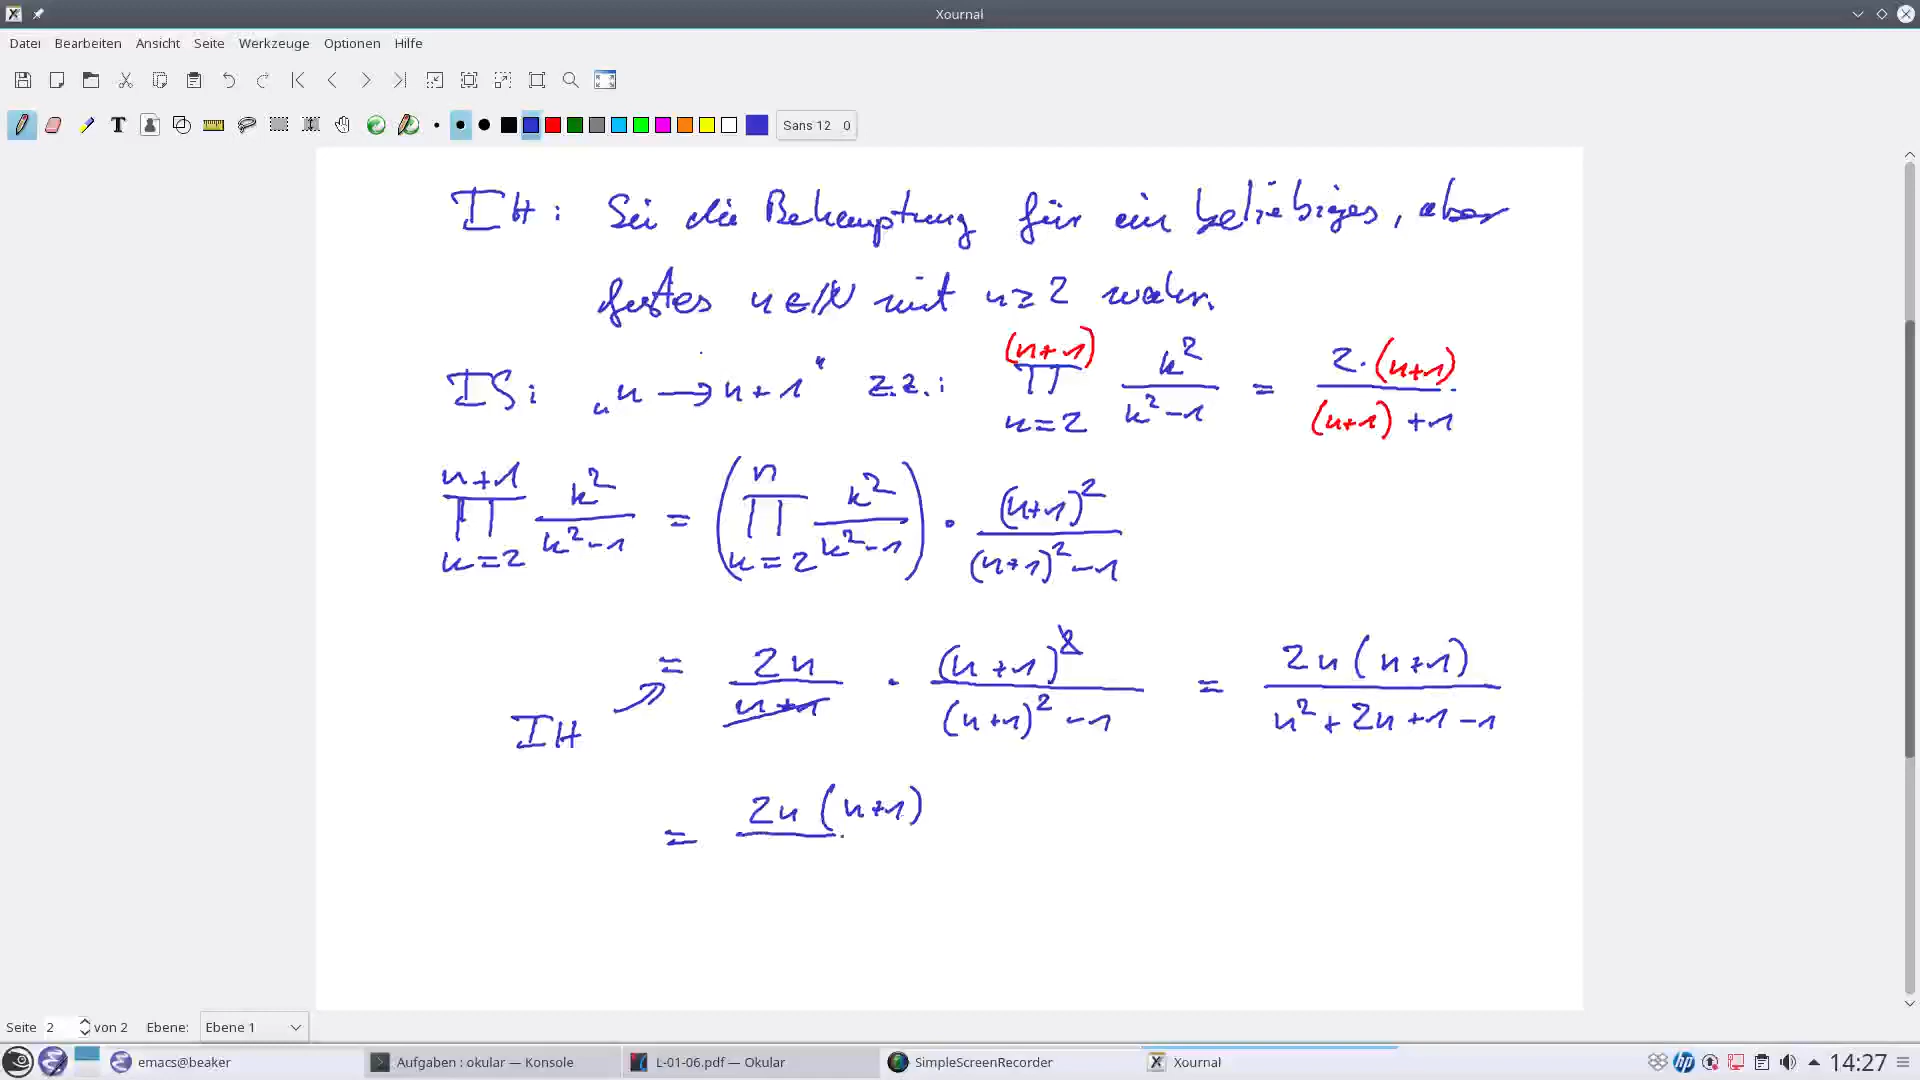 Xournal
Datei Bearbeiten Ansicht Seite Werkzeuge Optionen Hilfe
T Sans 12 0
IH: Sei die Behauptung für ein beliebiges, aber
festes n ∈ ℕ mit n ≥ 2 wahr.
IS: „n → n+1" z.z.: ∏_{k=2}^{(n+1)} k²/(k²-1) = 2·(n+1)/((n+1)+1)
∏_{k=2}^{n+1} k²/(k²-1) = (∏_{k=2}^{n} k²/(k²-1)) · (n+1)²/((n+1)²-1)
= 2n/(n+1) · (n+1)²/((n+1)²-1) = 2n(n+1)/(n²+2n+1-1)
IH
= 2n(n+1)
Seite 2 von 2 Ebene: Ebene 1
emacs@beaker Aufgaben : okular — Konsole L-01-06.pdf — Okular SimpleScreenRecorder Xournal hp 14:27